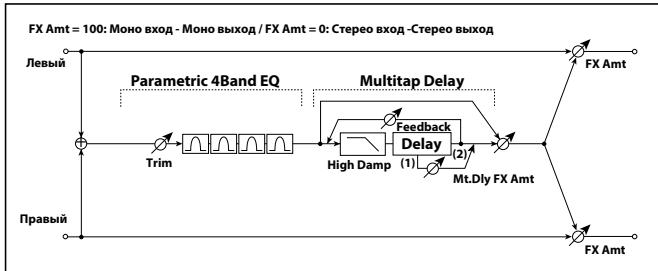 FX Amt = 100: Моно вход - Моно выход / FX Amt = 0: Стерео вход -Стерео выход
Левый
FX Amt
Parametric 4Band EQ
Multitap Delay
Feedback
Trim
High Damp
Delay
(1)
(2)
Mt.Dly FX Amt
Правый
FX Amt